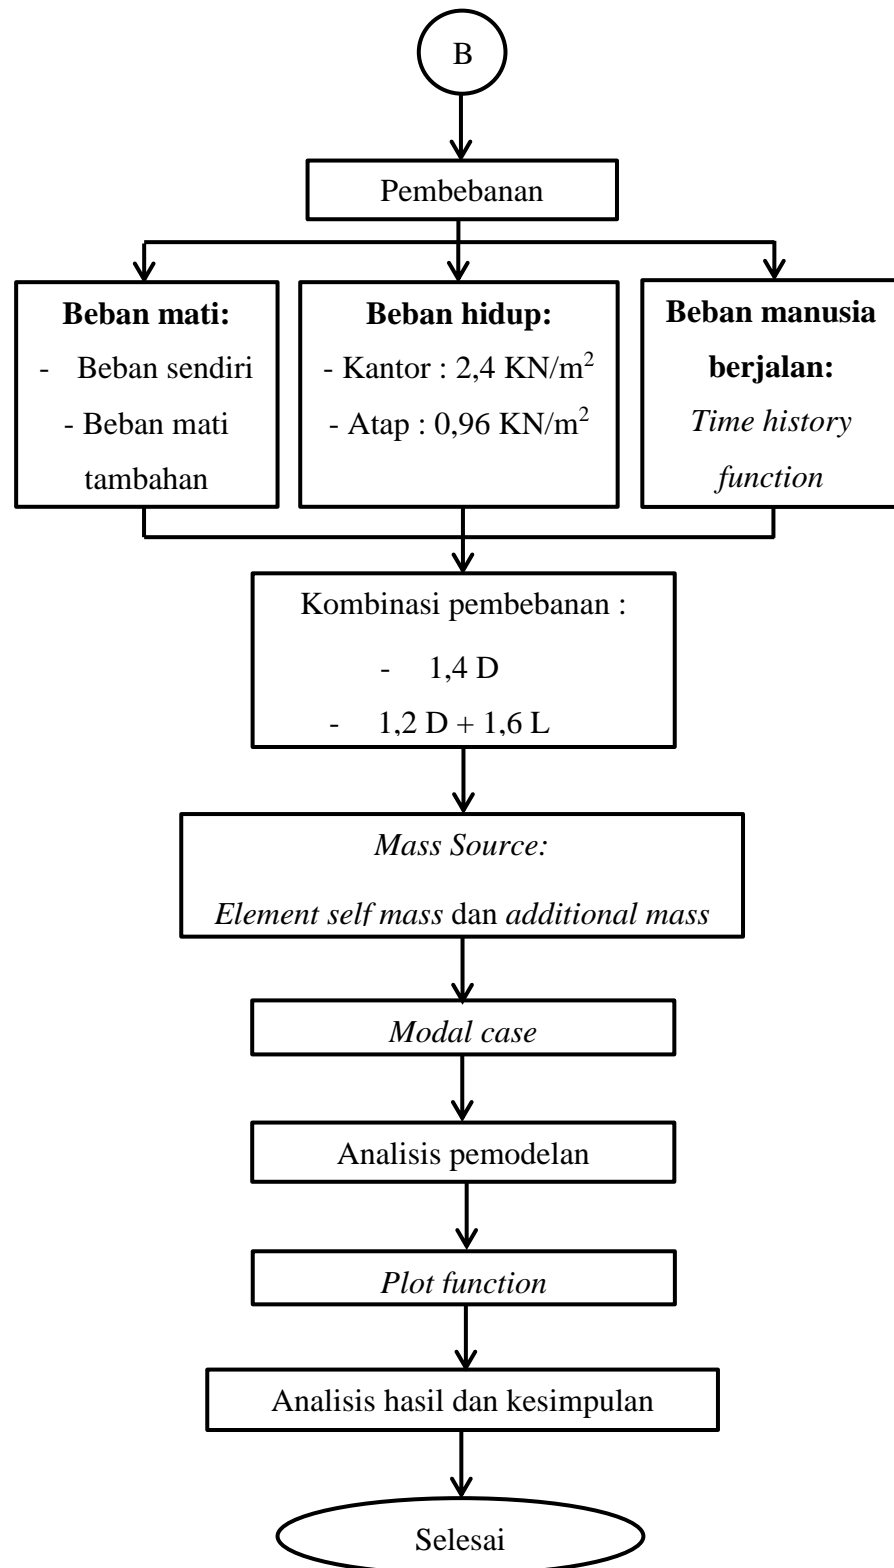 B
Pembebanan
Beban mati:
- Beban sendiri
- Beban mati
tambahan
Beban hidup:
- Kantor : 2,4 KN/m²
- Atap : 0,96 KN/m²
Beban manusia
berjalan:
Time history
function
Kombinasi pembebanan :
- 1,4 D
- 1,2 D + 1,6 L
Mass Source:
Element self mass dan additional mass
Modal case
Analisis pemodelan
Plot function
Analisis hasil dan kesimpulan
Selesai